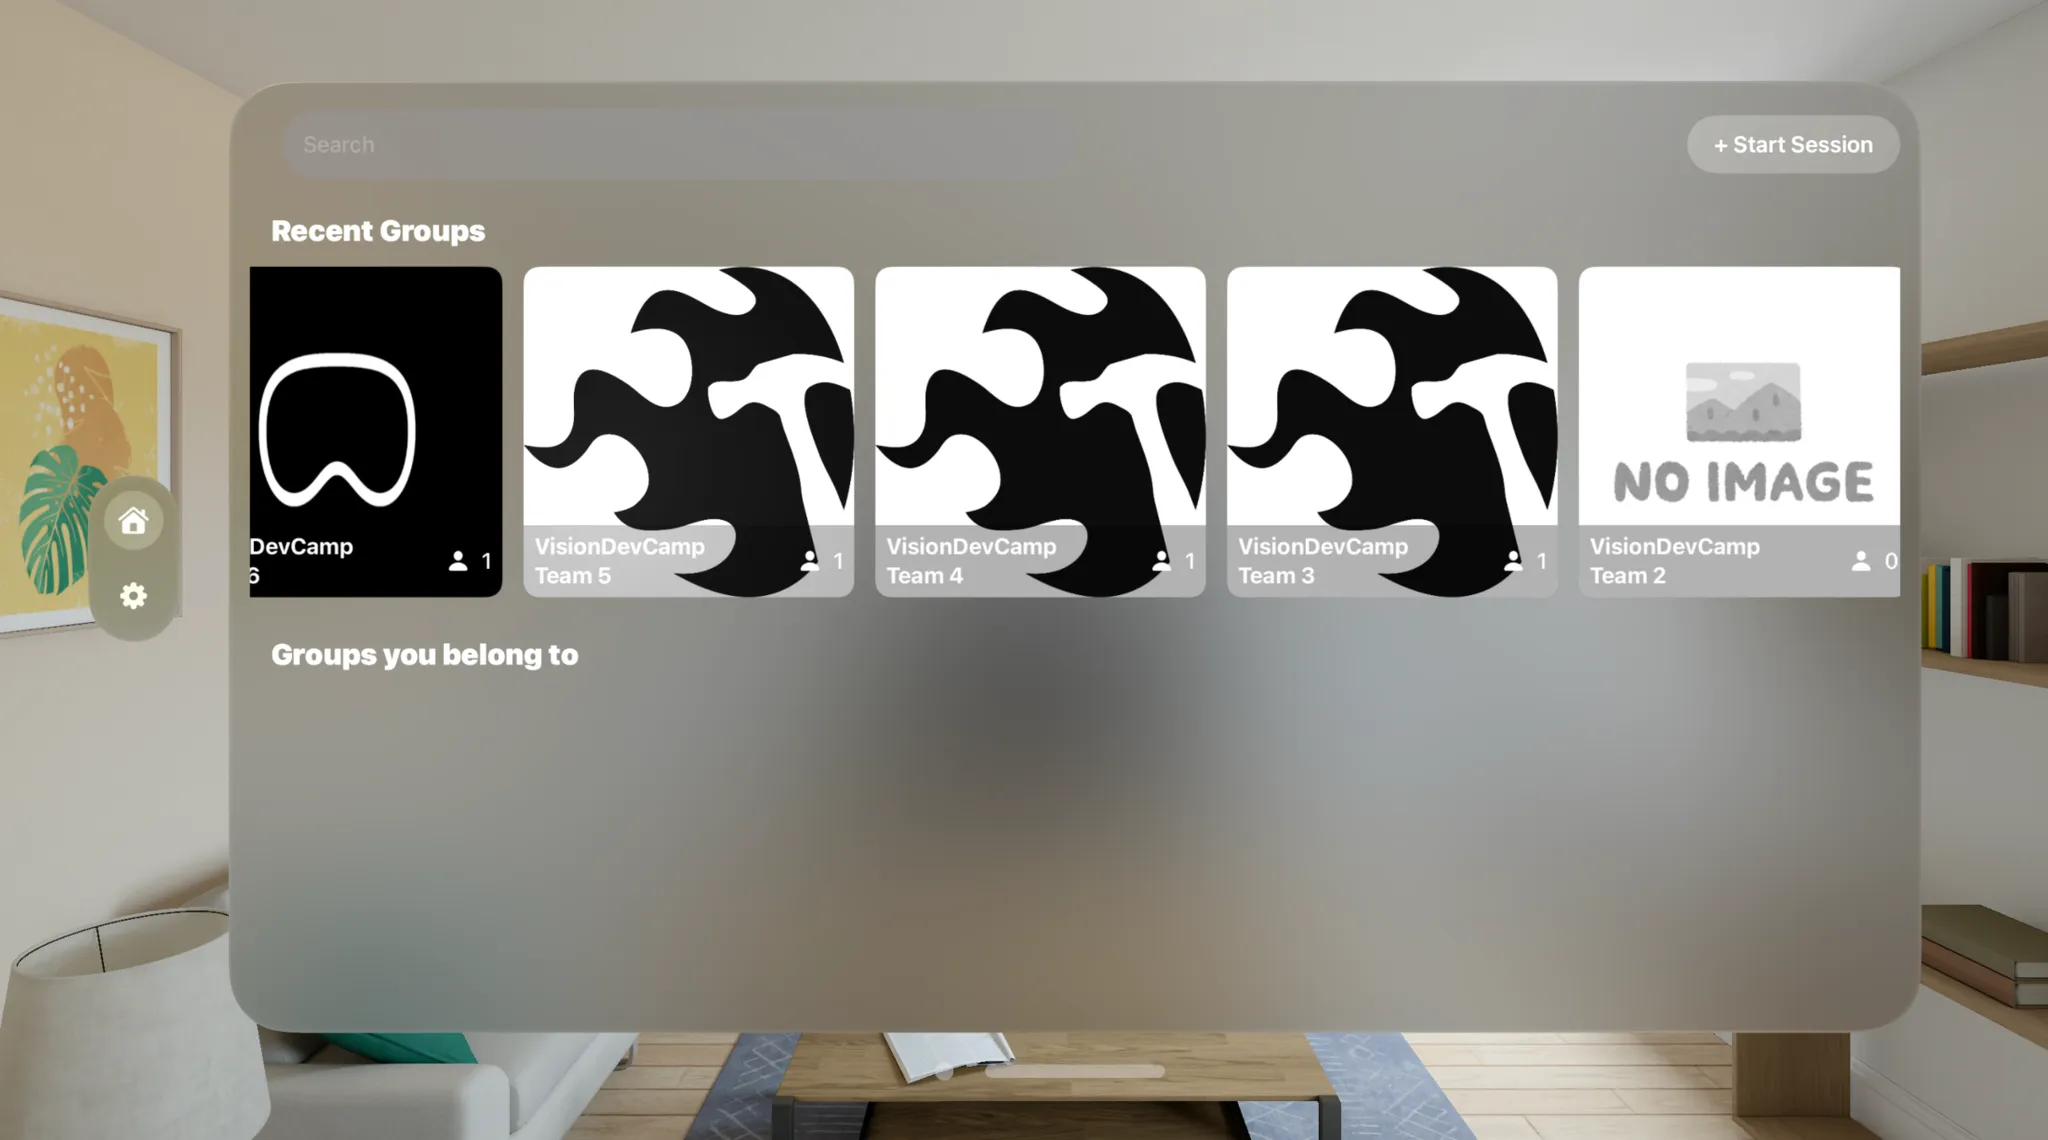 Search
+ Start Session
Recent Groups
DevCamp
6
1
VisionDevCamp
Team 5
1
VisionDevCamp
Team 4
1
VisionDevCamp
Team 3
1
NO IMAGE
VisionDevCamp
Team 2
0
Groups you belong to